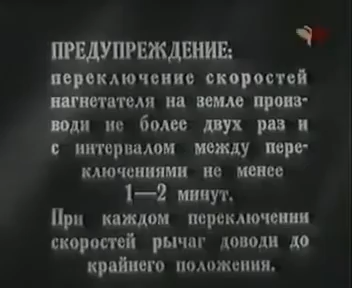 ПРЕДУПРЕЖДЕНИЕ:
переключение скоростей
нагнетателя на земле произ-
води не более двух раз и
с интервалом между пере-
ключениями не менее
1—2 минут.
При каждом переключении
скоростей рычаг доводи до
крайнего положения.